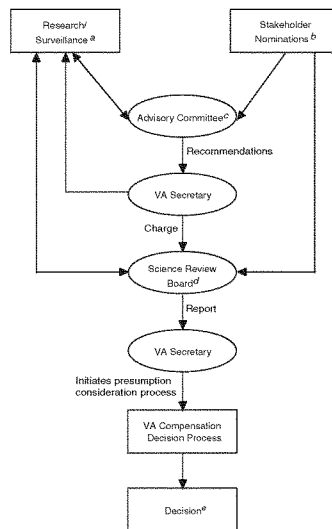 Research/
Surveillance a
Stakeholder
Nominations b
Advisory Committee c
Recommendations
VA Secretary
Charge
Science Review
Board d
Report
VA Secretary
Initiates presumption
consideration process
VA Compensation
Decision Process
Decision e